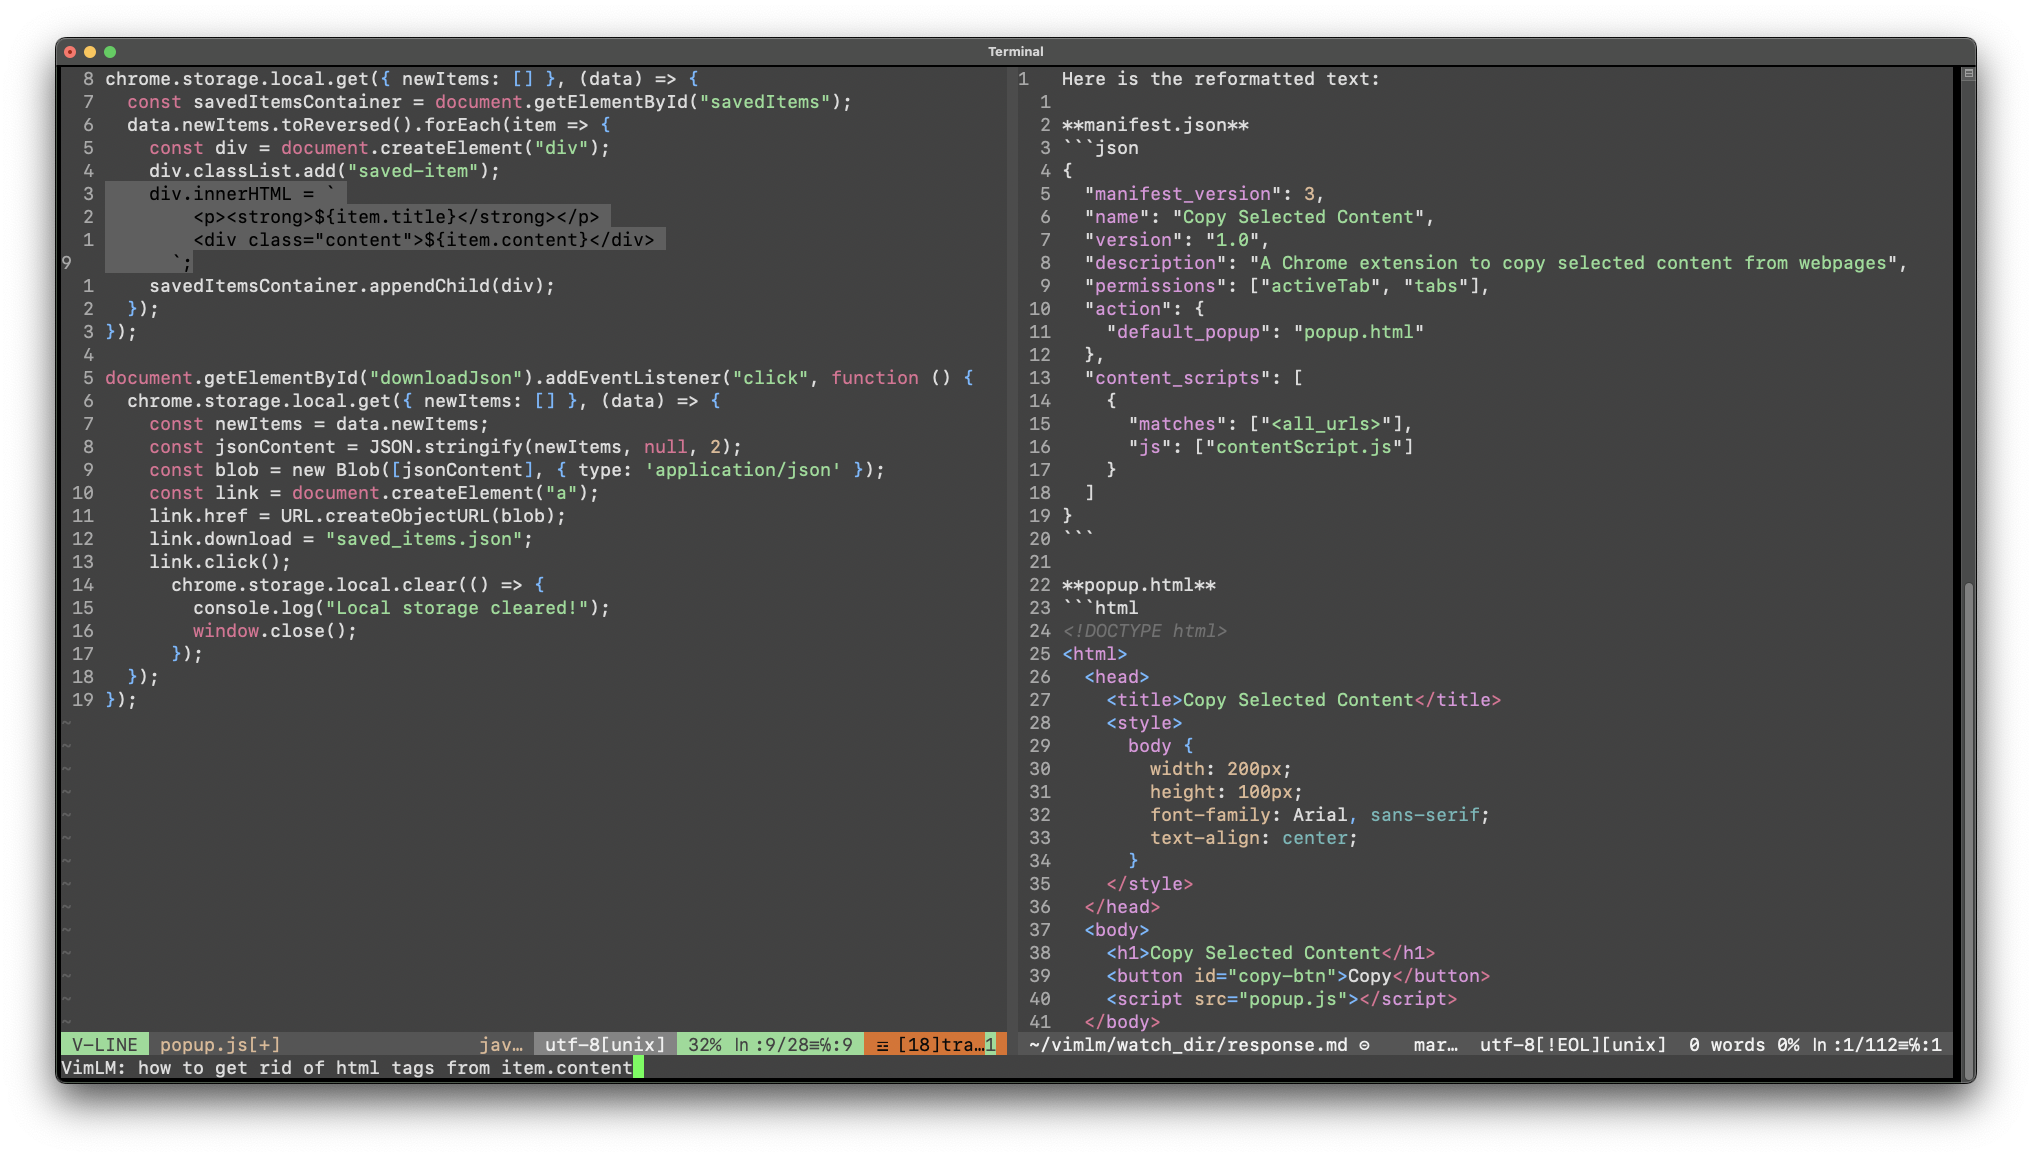 Terminal
8 chrome.storage.local.get({ newItems: [] }, (data) => {
7   const savedItemsContainer = document.getElementById("savedItems");
6   data.newItems.toReversed().forEach(item => {
5     const div = document.createElement("div");
4     div.classList.add("saved-item");
3     div.innerHTML = `
2         <p><strong>${item.title}</strong></p>
1         <div class="content">${item.content}</div>
9       `;
1     savedItemsContainer.appendChild(div);
2   });
3 });
4
5 document.getElementById("downloadJson").addEventListener("click", function () {
6   chrome.storage.local.get({ newItems: [] }, (data) => {
7     const newItems = data.newItems;
8     const jsonContent = JSON.stringify(newItems, null, 2);
9     const blob = new Blob([jsonContent], { type: 'application/json' });
10     const link = document.createElement("a");
11     link.href = URL.createObjectURL(blob);
12     link.download = "saved_items.json";
13     link.click();
14       chrome.storage.local.clear(() => {
15         console.log("Local storage cleared!");
16         window.close();
17       });
18   });
19 });
~
~
~
~
~
~
~
~
~
~
~
~
~
~
V-LINE popup.js[+] jav… utf-8[unix] 32% ln :9/28≡℅:9 ☲ [18]tra…1
VimLM: how to get rid of html tags from item.content
1 Here is the reformatted text:
1
2 **manifest.json**
3 ```json
4 {
5   "manifest_version": 3,
6   "name": "Copy Selected Content",
7   "version": "1.0",
8   "description": "A Chrome extension to copy selected content from webpages",
9   "permissions": ["activeTab", "tabs"],
10   "action": {
11     "default_popup": "popup.html"
12   },
13   "content_scripts": [
14     {
15       "matches": ["<all_urls>"],
16       "js": ["contentScript.js"]
17     }
18   ]
19 }
20 ```
21
22 **popup.html**
23 ```html
24 <!DOCTYPE html>
25 <html>
26   <head>
27     <title>Copy Selected Content</title>
28     <style>
29       body {
30         width: 200px;
31         height: 100px;
32         font-family: Arial, sans-serif;
33         text-align: center;
34       }
35     </style>
36   </head>
37   <body>
38     <h1>Copy Selected Content</h1>
39     <button id="copy-btn">Copy</button>
40     <script src="popup.js"></script>
41   </body>
~/vimlm/watch_dir/response.md ⊝ mar… utf-8[!EOL][unix] 0 words 0% ln :1/112≡℅:1